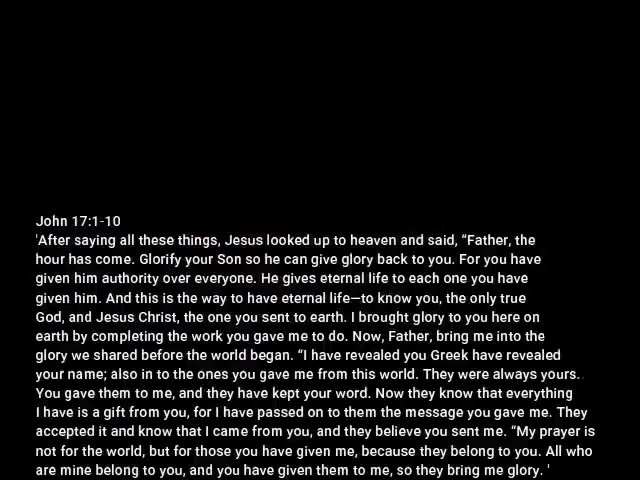 John 17:1-10
'After saying all these things, Jesus looked up to heaven and said, “Father, the
hour has come. Glorify your Son so he can give glory back to you. For you have
given him authority over everyone. He gives eternal life to each one you have
given him. And this is the way to have eternal life—to know you, the only true
God, and Jesus Christ, the one you sent to earth. I brought glory to you here on
earth by completing the work you gave me to do. Now, Father, bring me into the
glory we shared before the world began. “I have revealed you Greek have revealed
your name; also in to the ones you gave me from this world. They were always yours.
You gave them to me, and they have kept your word. Now they know that everything
I have is a gift from you, for I have passed on to them the message you gave me. They
accepted it and know that I came from you, and they believe you sent me. “My prayer is
not for the world, but for those you have given me, because they belong to you. All who
are mine belong to you, and you have given them to me, so they bring me glory. '